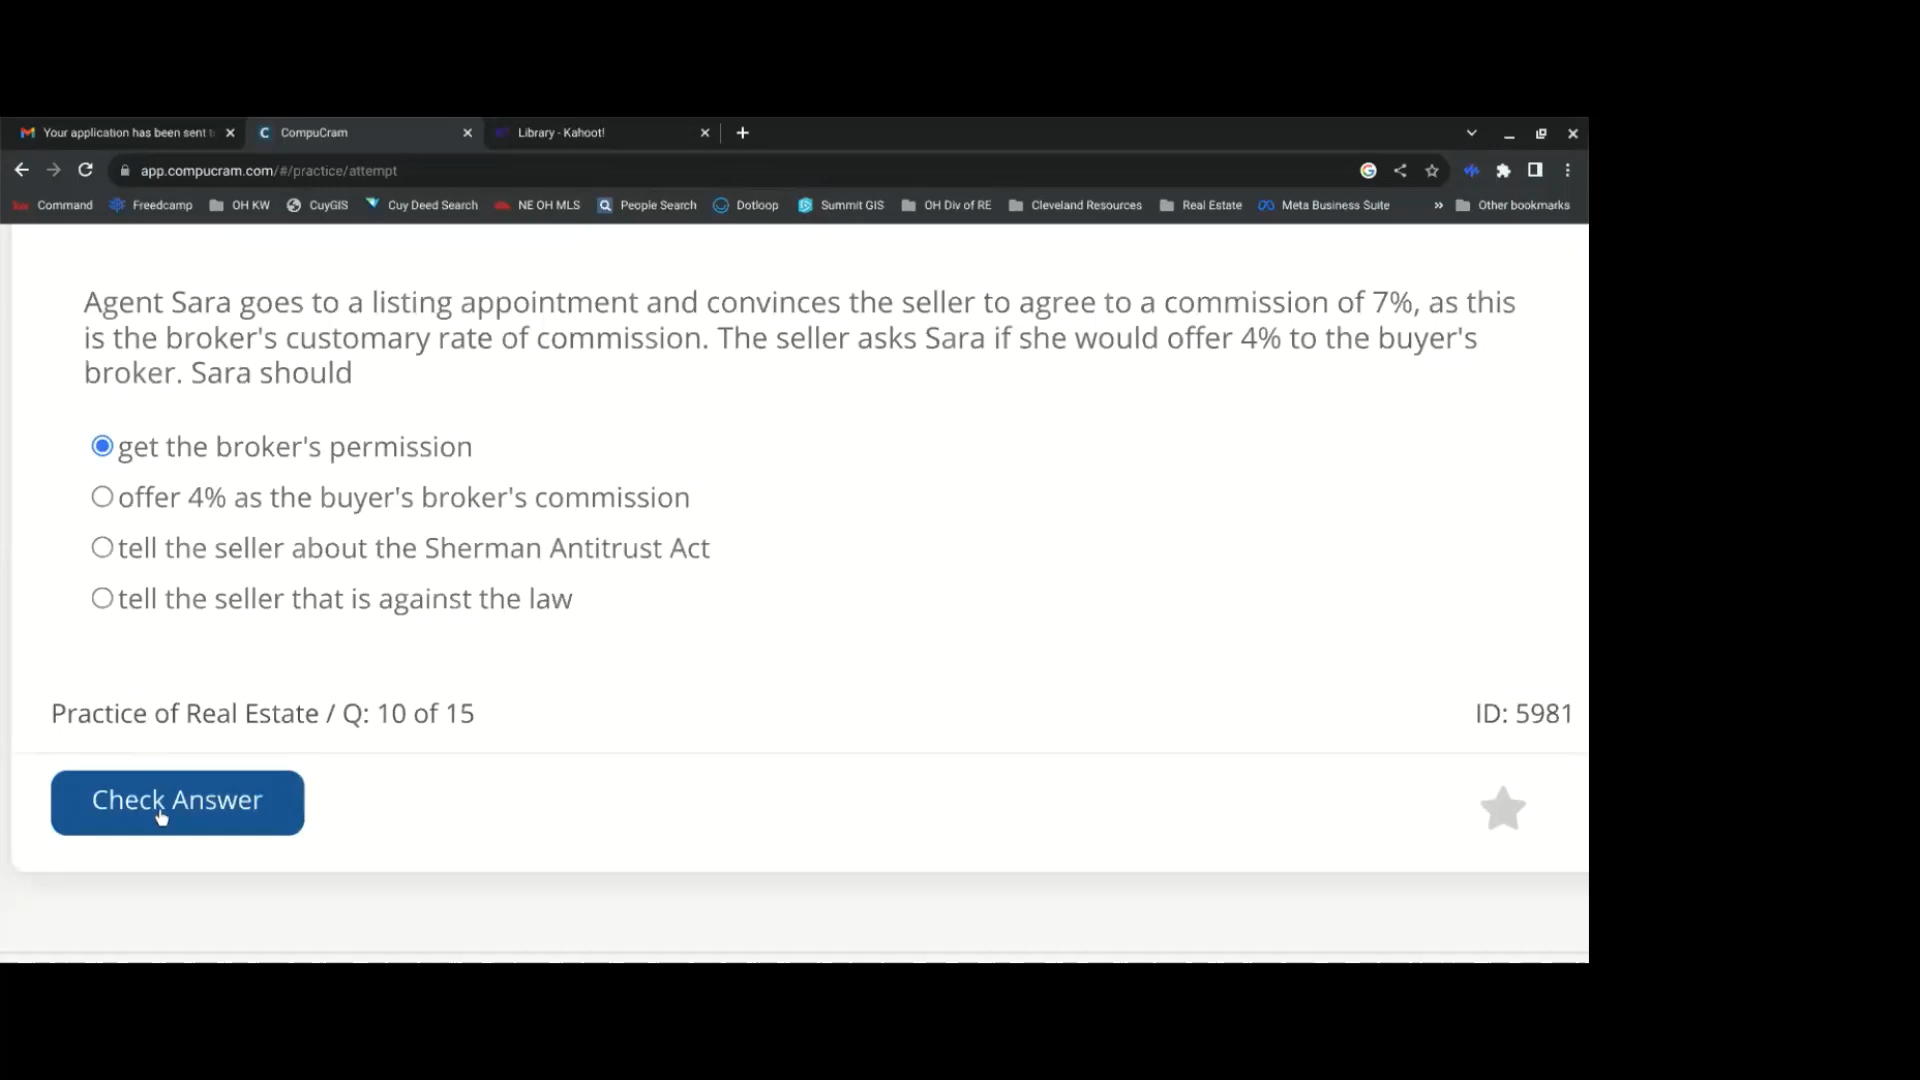 Your application has been sent t
CompuCram
Library - Kahoot!
app.compucram.com/#/practice/attempt
Command
Freedcamp
OH KW
CuyGIS
Cuy Deed Search
NE OH MLS
People Search
Dotloop
Summit GIS
OH Div of RE
Cleveland Resources
Real Estate
Meta Business Suite
»
Other bookmarks
Agent Sara goes to a listing appointment and convinces the seller to agree to a commission of 7%, as this
is the broker's customary rate of commission. The seller asks Sara if she would offer 4% to the buyer's
broker. Sara should
get the broker's permission
offer 4% as the buyer's broker's commission
tell the seller about the Sherman Antitrust Act
tell the seller that is against the law
Practice of Real Estate / Q: 10 of 15
ID: 5981
Check Answer